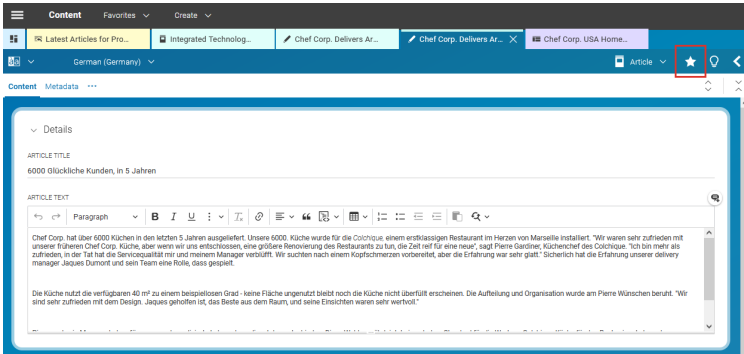 Content Favorites Create
Latest Articles for Pro... Integrated Technolog... Chef Corp. Delivers Ar... Chef Corp. Delivers Ar... Chef Corp. USA Home...
German (Germany) Article
Content Metadata ...
Details
ARTICLE TITLE
6000 Glückliche Kunden, in 5 Jahren
ARTICLE TEXT
Paragraph B I U
Chef Corp. hat über 6000 Küchen in den letzten 5 Jahren ausgeliefert. Unsere 6000. Küche wurde für die Colchique, einem erstklassigen Restaurant im Herzen von Marseille installiert. "Wir waren sehr zufrieden mit
unserer früheren Chef Corp. Küche, aber wenn wir uns entschlossen, eine größere Renovierung des Restaurants zu tun, die Zeit reif für eine neue", sagt Pierre Gardiner, Küchenchef des Colchique. "Ich bin mehr als
zufrieden, in der Tat hat die Servicequalität mir und meinem Manager verblüfft. Wir suchten nach einem Kopfschmerzen vorbereitet, aber die Erfahrung war sehr glatt." Sicherlich hat die Erfahrung unserer delivery
manager Jaques Dumont und sein Team eine Rolle, dass gespielt.
Die Küche nutzt die verfügbaren 40 m² zu einem beispiellosen Grad - keine Fläche ungenutzt bleibt noch die Küche nicht überfüllt erscheinen. Die Aufteilung und Organisation wurde am Pierre Wünschen beruht. "Wir
sind sehr zufrieden mit dem Design. Jaques geholfen ist, das Beste aus dem Raum, und seine Einsichten waren sehr wertvoll."